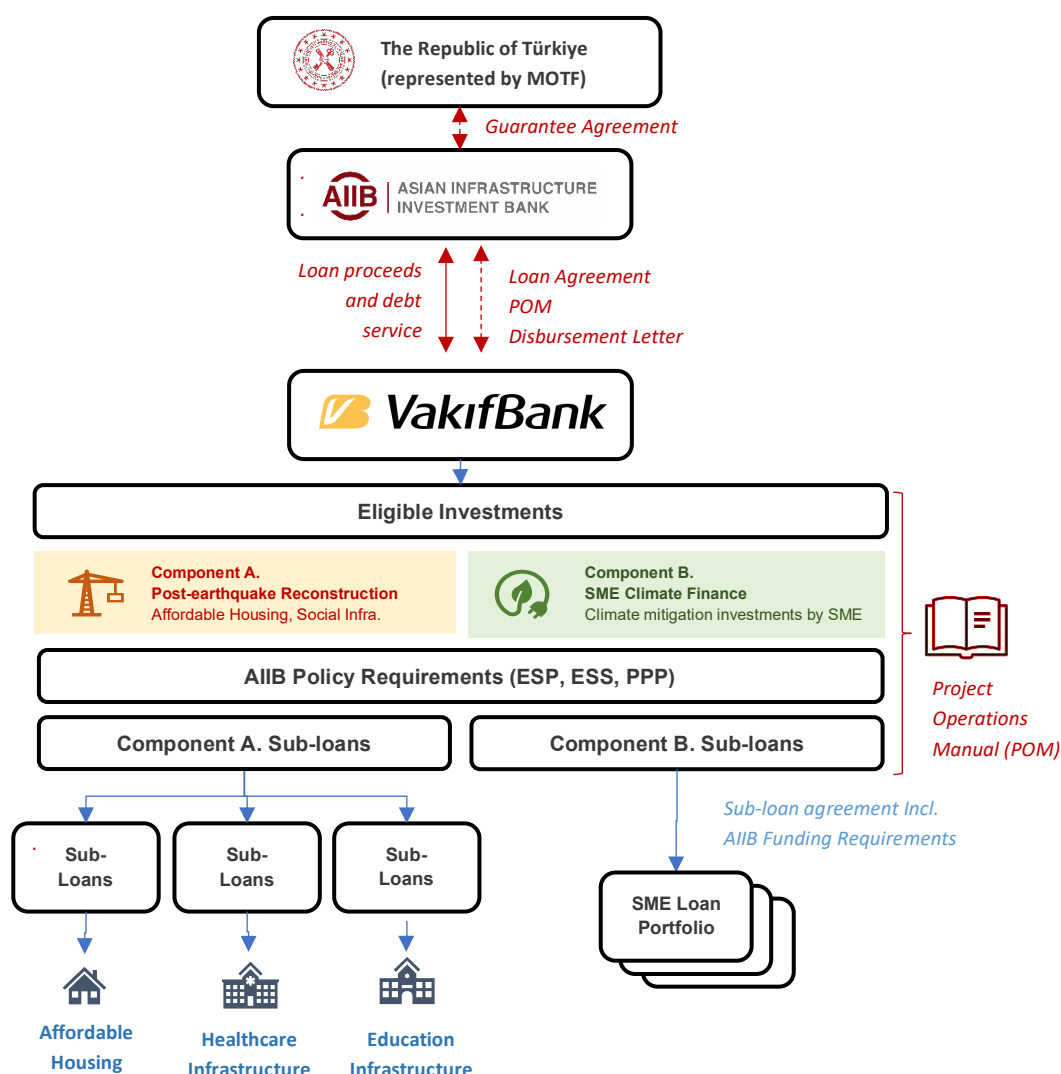 The Republic of Türkiye
(represented by MOTF)
Guarantee Agreement
AIIB
ASIAN INFRASTRUCTURE
INVESTMENT BANK
Loan proceeds
and debt
service
Loan Agreement
POM
Disbursement Letter
VakıfBank
Eligible Investments
Component A.
Post-earthquake Reconstruction
Affordable Housing, Social Infra.
Component B.
SME Climate Finance
Climate mitigation investments by SME
AIIB Policy Requirements (ESP, ESS, PPP)
Project
Operations
Manual (POM)
Component A. Sub-loans
Component B. Sub-loans
Sub-loan agreement Incl.
AIIB Funding Requirements
Sub-
Loans
Sub-
Loans
Sub-
Loans
SME Loan
Portfolio
Affordable
Housing
Healthcare
Infrastructure
Education
Infrastructure